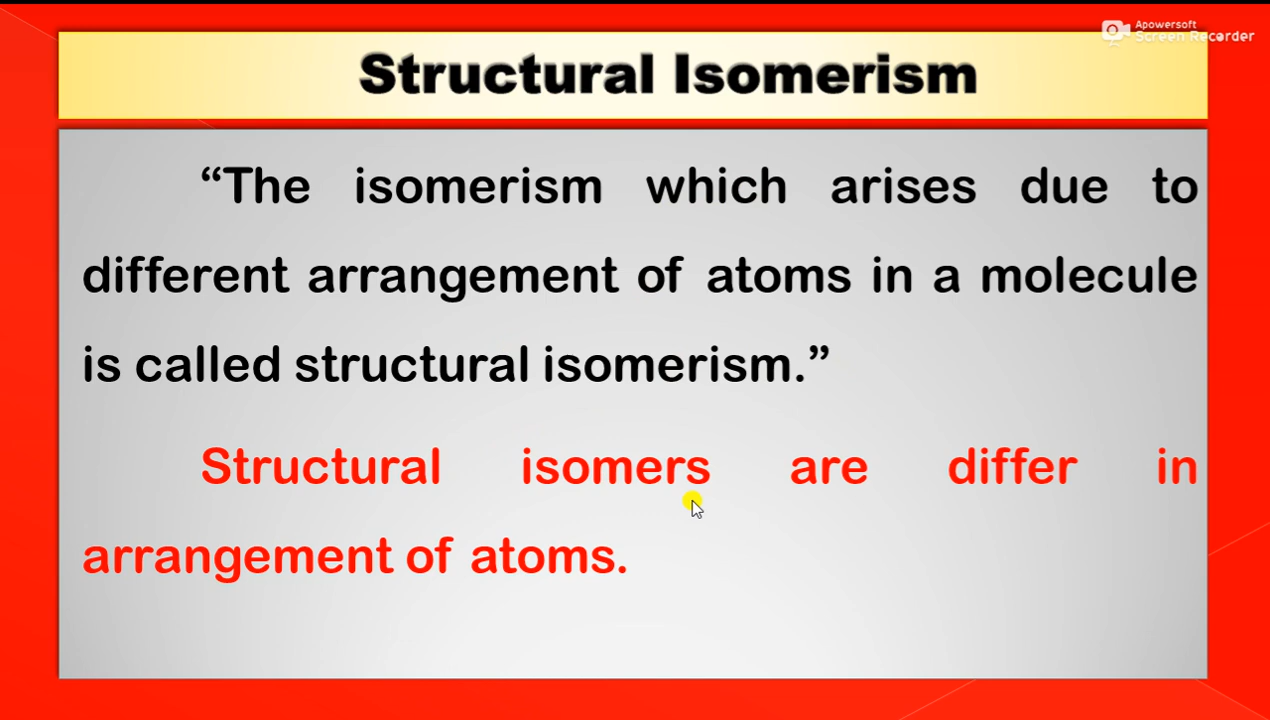 Apowersoft
Screen Recorder
Structural Isomerism
“The isomerism which arises due to
different arrangement of atoms in a molecule
is called structural isomerism.”
Structural isomers are differ in
arrangement of atoms.